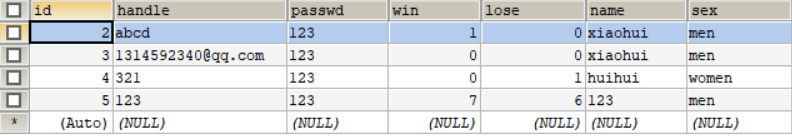 id handle passwd win lose name sex
2 abcd 123 1 0 xiaohui men
3 1314592340@qq.com 123 0 0 xiaohui men
4 321 123 0 1 huihui women
5 123 123 7 6 123 men
* (Auto) (NULL) (NULL) (NULL) (NULL) (NULL) (NULL)